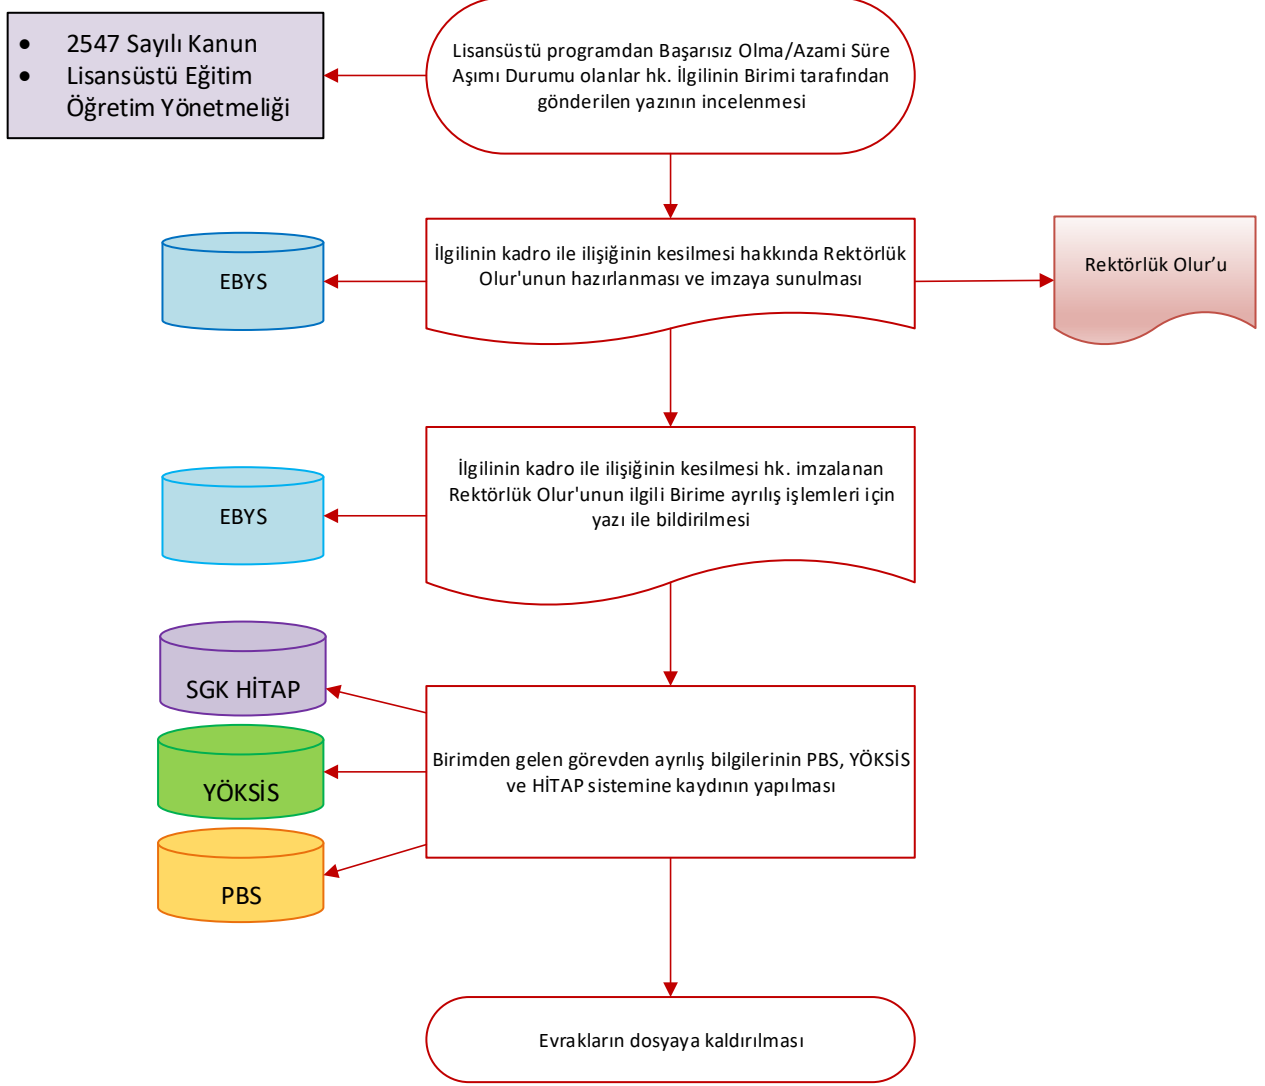 • 2547 Sayılı Kanun
• Lisansüstü Eğitim
Öğretim Yönetmeliği
Lisansüstü programdan Başarısız Olma/Azami Süre
Aşımı Durumu olanlar hk. İlgilinin Birimi tarafından
gönderilen yazının incelenmesi
EBYS
İlgilinin kadro ile ilişiğinin kesilmesi hakkında Rektörlük
Olur'unun hazırlanması ve imzaya sunulması
Rektörlük Olur’u
EBYS
İlgilinin kadro ile ilişiğinin kesilmesi hk. imzalanan
Rektörlük Olur'unun ilgili Birime ayrılış işlemleri için
yazı ile bildirilmesi
SGK HİTAP
YÖKSİS
PBS
Birimden gelen görevden ayrılış bilgilerinin PBS, YÖKSİS
ve HİTAP sistemine kaydının yapılması
Evrakların dosyaya kaldırılması